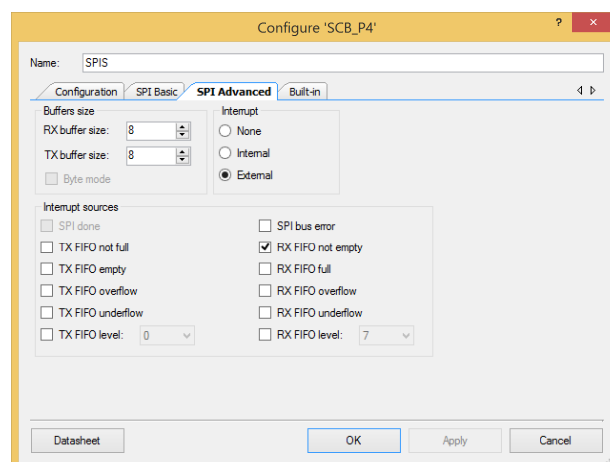 Configure 'SCB_P4'
? ×
Name: SPIS
Configuration SPI Basic SPI Advanced Built-in
Buffers size
RX buffer size: 8
TX buffer size: 8
Byte mode
Interrupt
None
Internal
External
Interrupt sources
SPI done
TX FIFO not full
TX FIFO empty
TX FIFO overflow
TX FIFO underflow
TX FIFO level: 0
SPI bus error
RX FIFO not empty
RX FIFO full
RX FIFO overflow
RX FIFO underflow
RX FIFO level: 7
Datasheet OK Apply Cancel